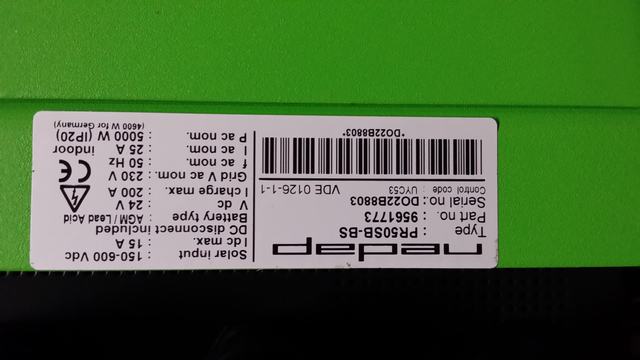 nedap
Type : PR50SB-BS
Part no. : 9561773
Serial no.: DO22B8803
Control code : UYC53
VDE 0126-1-1
*DO22B8803*
Solar input : 150-600 Vdc
I dc max. : 15 A
DC disconnect included
Battery type : AGM / Lead Acid
V dc : 24 V
I charge max. : 200 A
Grid V ac nom. : 230 V
f ac nom. : 50 Hz
I ac nom. : 25 A
P ac nom. : 5000 W (IP20)
(4600 W for Germany)
indoor
CE